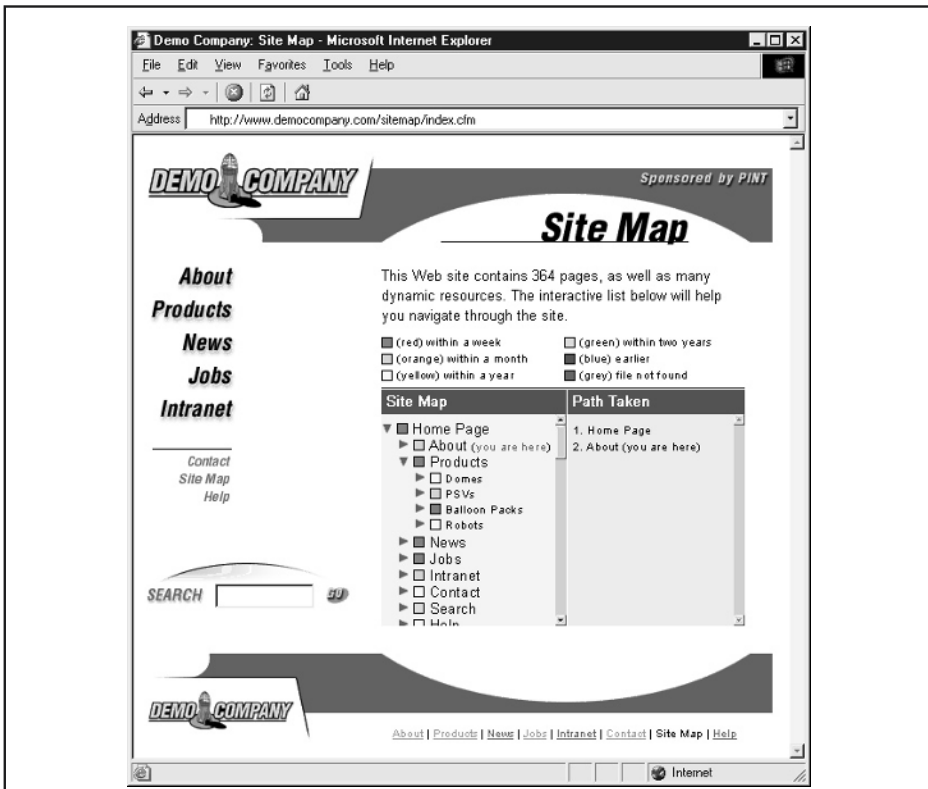 Demo Company: Site Map - Microsoft Internet Explorer
File Edit View Favorites Tools Help
Address http://www.democompany.com/sitemap/index.cfm
DEMO COMPANY
Sponsored by PINT
Site Map
About
Products
News
Jobs
Intranet
Contact
Site Map
Help
SEARCH GO
This Web site contains 364 pages, as well as many
dynamic resources. The interactive list below will help
you navigate through the site.
(red) within a week (green) within two years
(orange) within a month (blue) earlier
(yellow) within a year (grey) file not found
Site Map Path Taken
Home Page
About (you are here)
Products
Domes
PSVs
Balloon Packs
Robots
News
Jobs
Intranet
Contact
Search
Help
1. Home Page
2. About (you are here)
DEMO COMPANY
About | Products | News | Jobs | Intranet | Contact | Site Map | Help
Internet